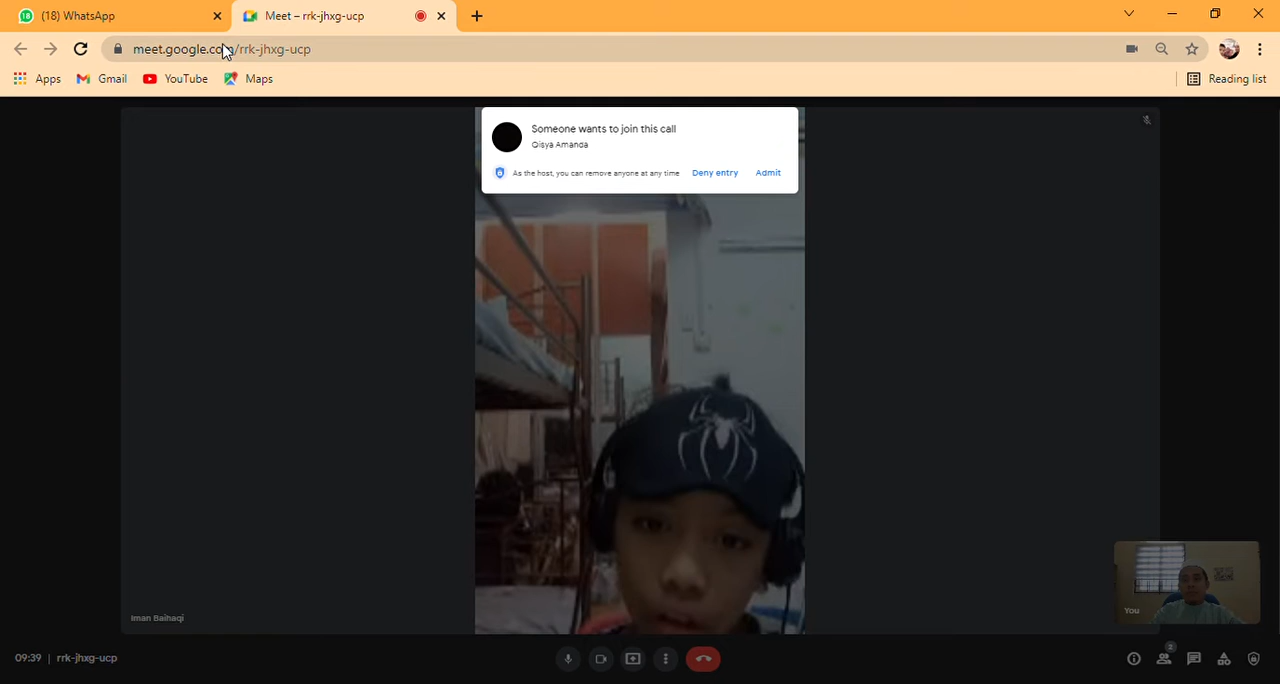 (18) WhatsApp
Meet – rrk-jhxg-ucp
meet.google.com/rrk-jhxg-ucp
Apps
Gmail
YouTube
Maps
Reading list
Someone wants to join this call
Qisya Amanda
As the host, you can remove anyone at any time
Deny entry
Admit
Iman Baihaqi
You
09:39 | rrk-jhxg-ucp
2